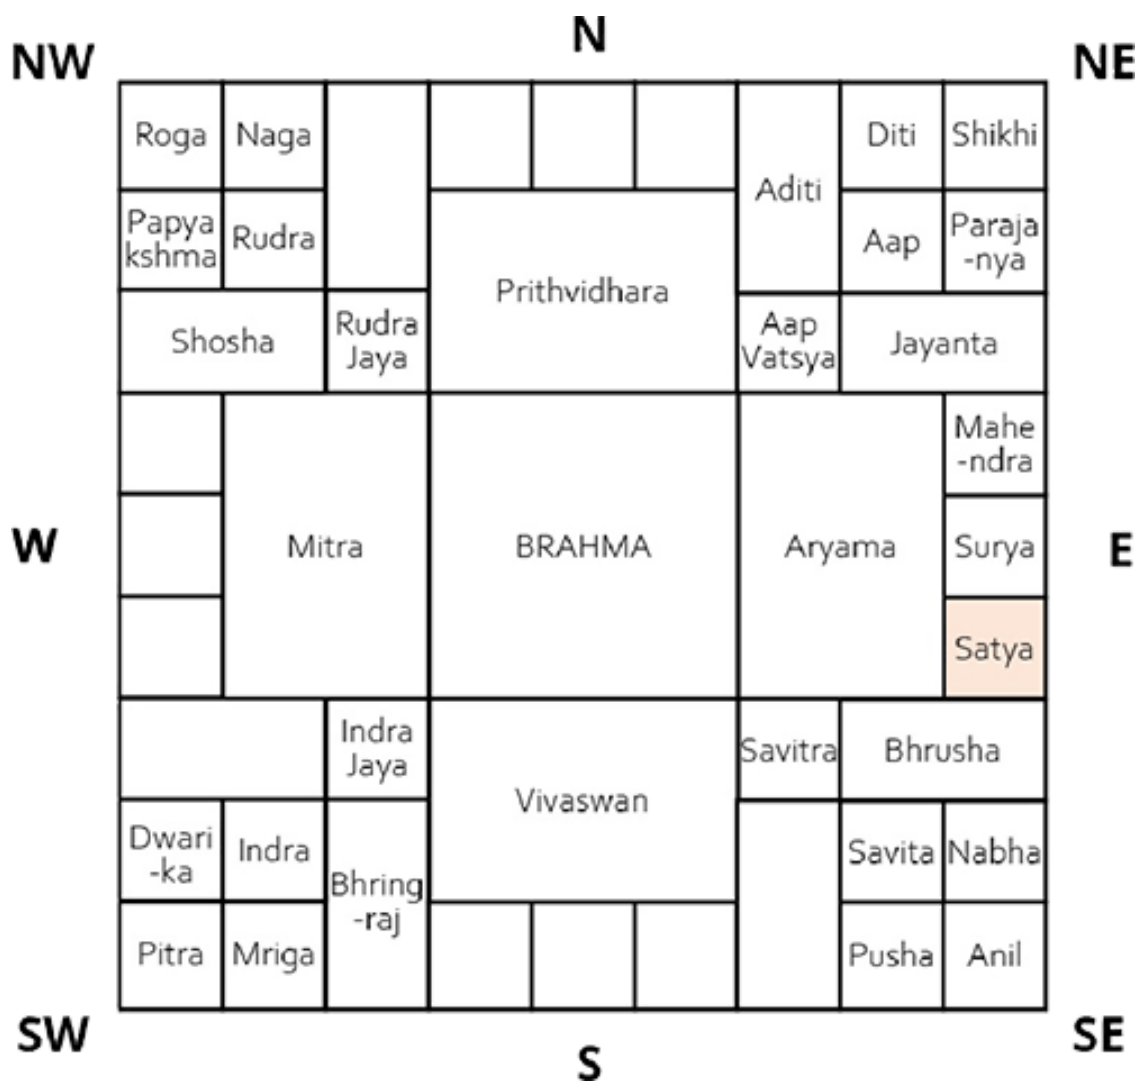 N
NW
NE
Roga
Naga
Diti
Shikhi
Aditi
Papya
kshma
Rudra
Aap
Paraja
-nya
Prithvidhara
Shosha
Rudra
Jaya
Aap
Vatsya
Jayanta
Mahe
-ndra
W
Mitra
BRAHMA
Aryama
Surya
E
Satya
Indra
Jaya
Savitra
Bhrusha
Vivaswan
Dwari
-ka
Indra
Bhring
-raj
Savita
Nabha
Pitra
Mriga
Pusha
Anil
SW
S
SE